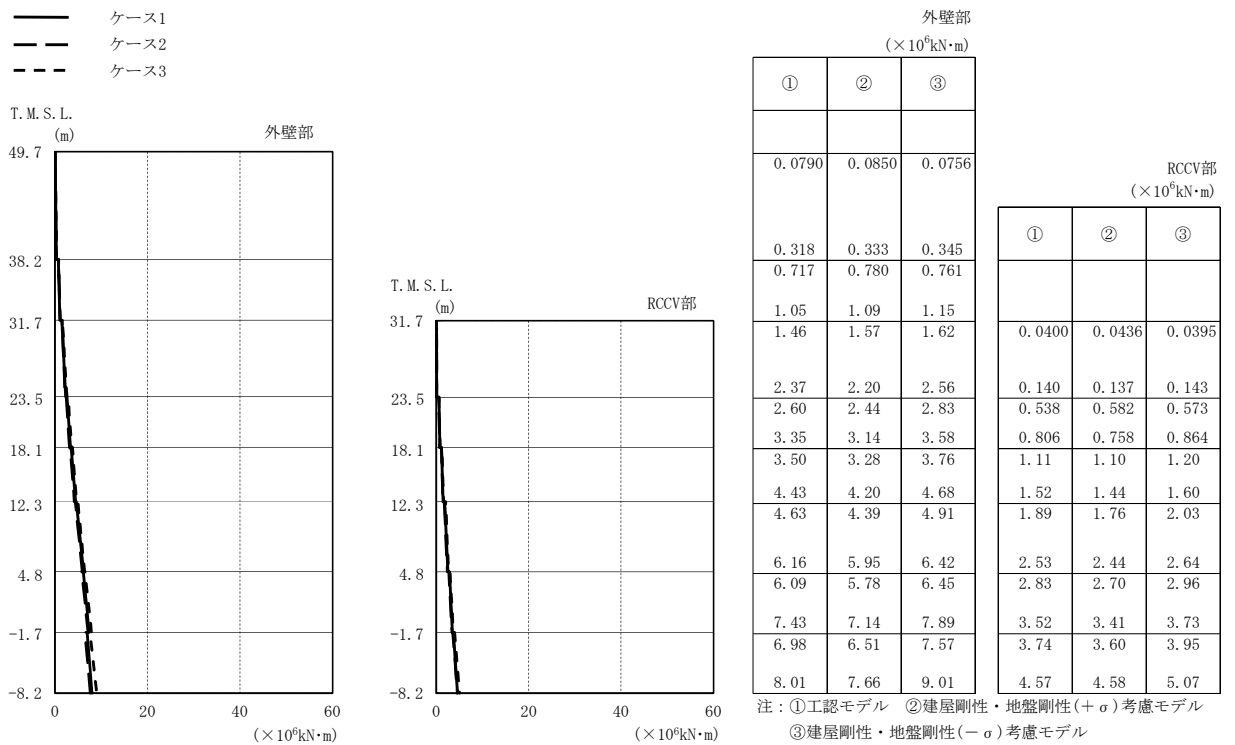 ケース1
ケース2
ケース3
T.M.S.L.
(m)
外壁部
49.7
38.2
31.7
23.5
18.1
12.3
4.8
-1.7
-8.2
0 20 40 60
(×10⁶kN・m)
T.M.S.L.
(m)
RCCV部
31.7
23.5
18.1
12.3
4.8
-1.7
-8.2
0 20 40 60
(×10⁶kN・m)
外壁部
(×10⁶kN・m)
① ② ③
0.0790 0.0850 0.0756
0.318 0.333 0.345
0.717 0.780 0.761
1.05 1.09 1.15
1.46 1.57 1.62
2.37 2.20 2.56
2.60 2.44 2.83
3.35 3.14 3.58
3.50 3.28 3.76
4.43 4.20 4.68
4.63 4.39 4.91
6.16 5.95 6.42
6.09 5.78 6.45
7.43 7.14 7.89
6.98 6.51 7.57
8.01 7.66 9.01
RCCV部
(×10⁶kN・m)
① ② ③
0.0400 0.0436 0.0395
0.140 0.137 0.143
0.538 0.582 0.573
0.806 0.758 0.864
1.11 1.10 1.20
1.52 1.44 1.60
1.89 1.76 2.03
2.53 2.44 2.64
2.83 2.70 2.96
3.52 3.41 3.73
3.74 3.60 3.95
4.57 4.58 5.07
注:①工認モデル ②建屋剛性・地盤剛性(+σ)考慮モデル
③建屋剛性・地盤剛性(-σ)考慮モデル